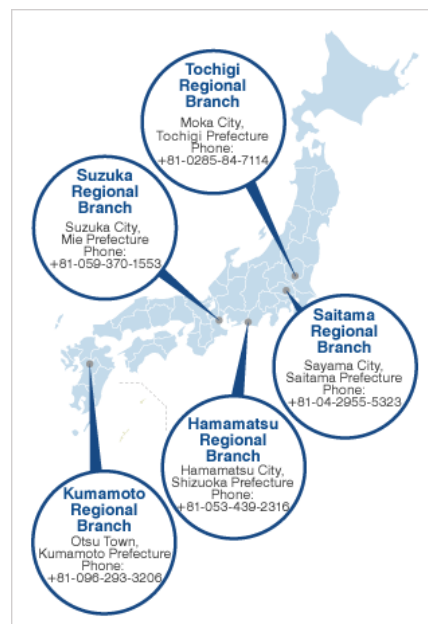 Tochigi
Regional
Branch
Moka City,
Tochigi Prefecture
Phone:
+81-0285-84-7114
Suzuka
Regional
Branch
Suzuka City,
Mie Prefecture
Phone:
+81-059-370-1553
Saitama
Regional
Branch
Sayama City,
Saitama Prefecture
Phone:
+81-04-2955-5323
Hamamatsu
Regional
Branch
Hamamatsu City,
Shizuoka Prefecture
Phone:
+81-053-439-2316
Kumamoto
Regional
Branch
Otsu Town,
Kumamoto Prefecture
Phone:
+81-096-293-3206